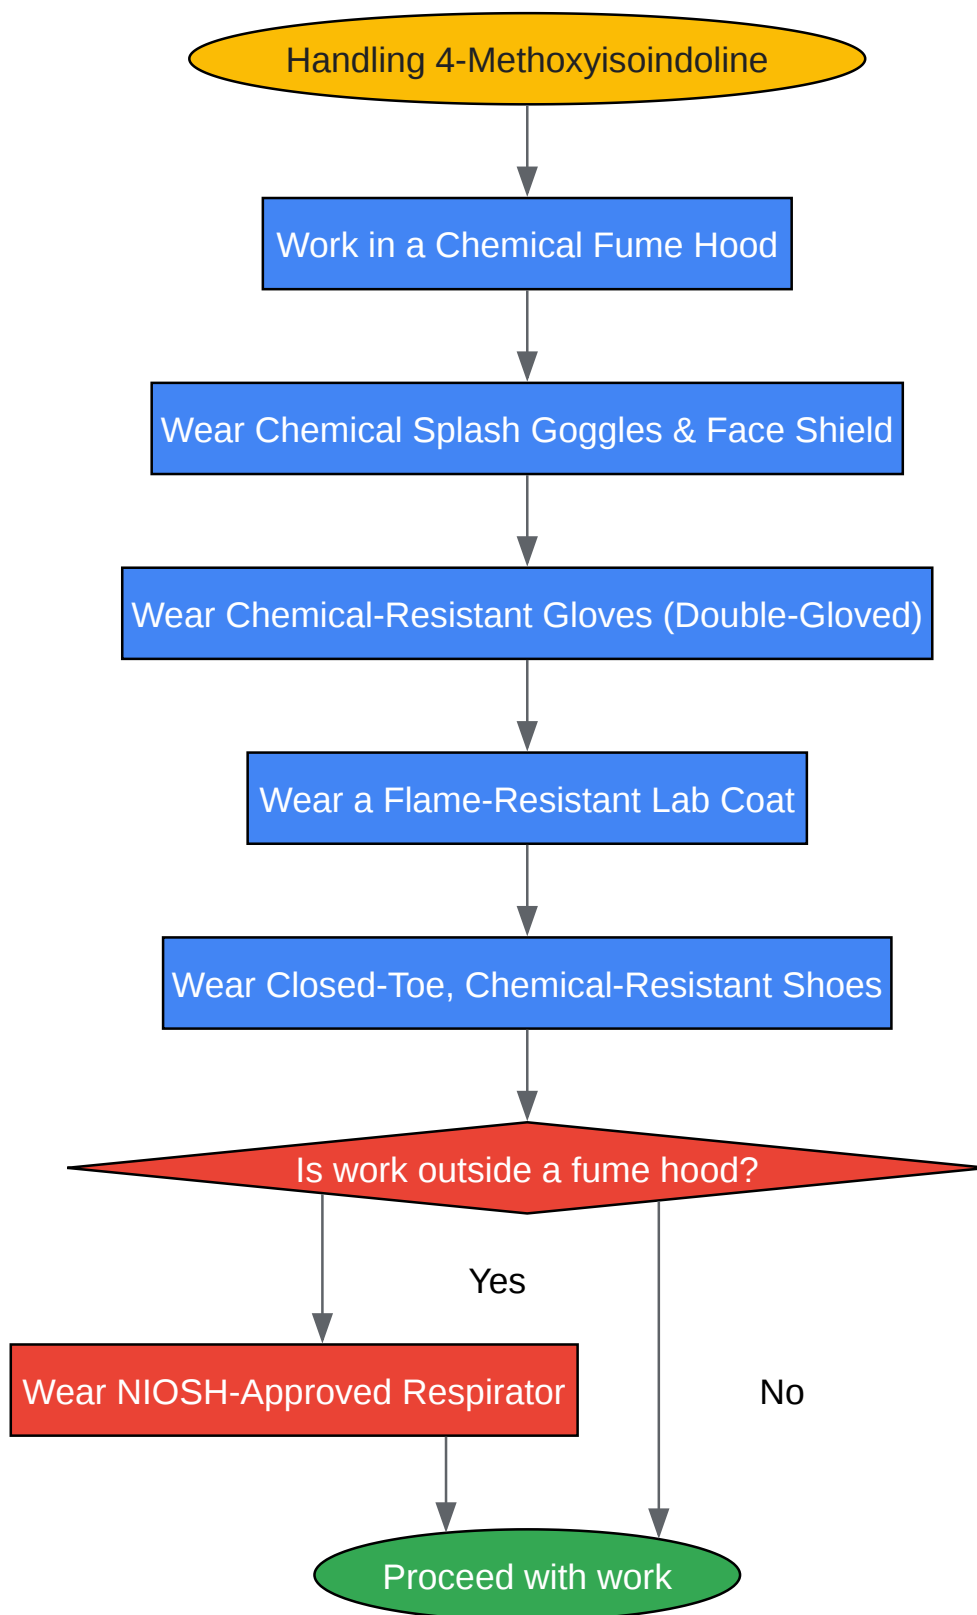 Handling 4-Methoxyisoindoline
Work in a Chemical Fume Hood
Wear Chemical Splash Goggles & Face Shield
Wear Chemical-Resistant Gloves (Double-Gloved)
Wear a Flame-Resistant Lab Coat
Wear Closed-Toe, Chemical-Resistant Shoes
Is work outside a fume hood?
Yes
Wear NIOSH-Approved Respirator
No
Proceed with work